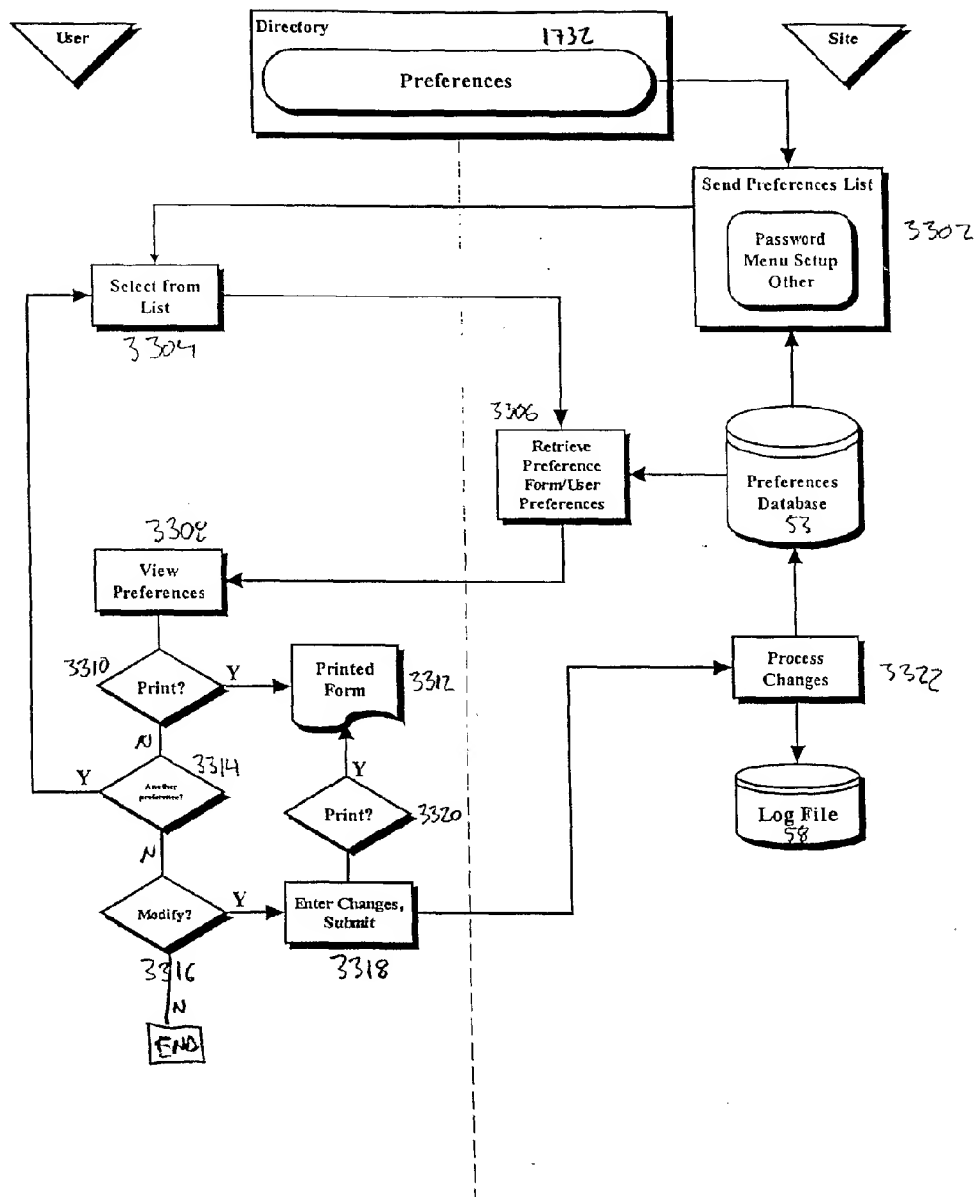 User
Directory
1732
Site
Preferences
Send Preferences List
3302
Password
Menu Setup
Other
Select from
List
3304
3306
Retrieve
Preference
Form/User
Preferences
Preferences
Database
53
3308
View
Preferences
3310
Print?
Y
Printed
Form
3312
Process
Changes
3322
N
Y
Another
preference?
3314
Y
Print?
3320
Log File
58
N
Modify?
Y
Enter Changes,
Submit
3316
3318
N
END